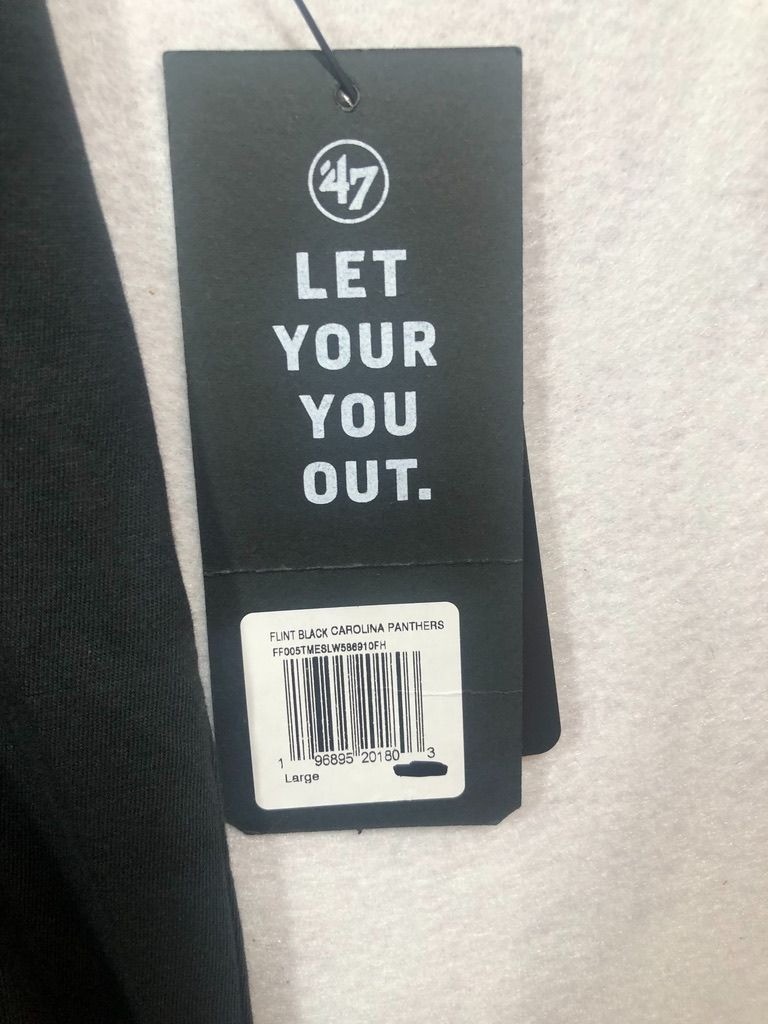 '47
LET
YOUR
YOU
OUT.
FLINT BLACK CAROLINA PANTHERS
FF005TMESLW586910FH
1 96895 20180 3
Large